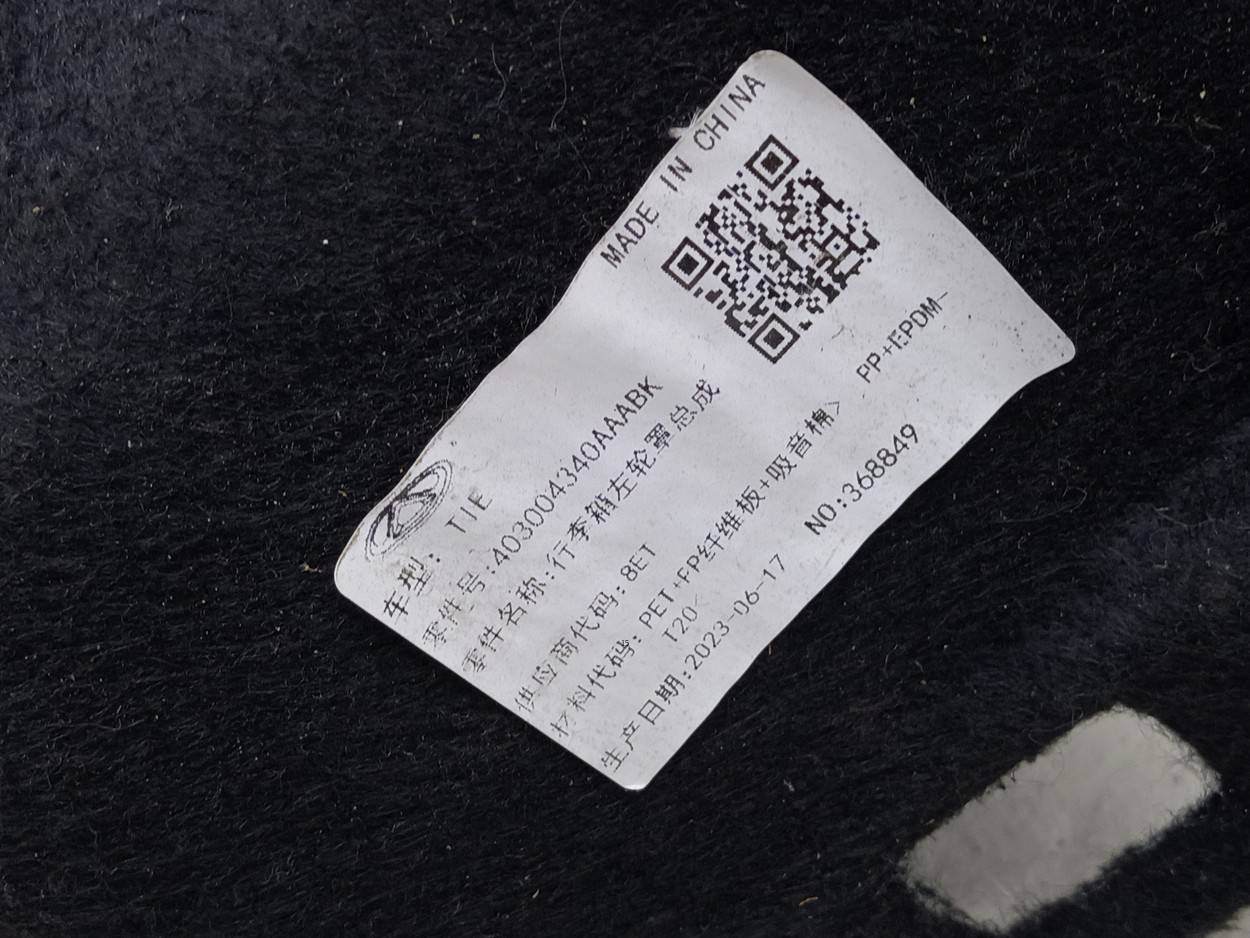 MADE IN CHINA
车型: T1E
零件号:403004340AAABK
零件名称:行李箱左轮罩总成
供应商代码:8ET
材料代码: PET+PP纤维板+吸音棉> PP+EPDM-
T20<
生产日期:2023-06-17 NO:368849